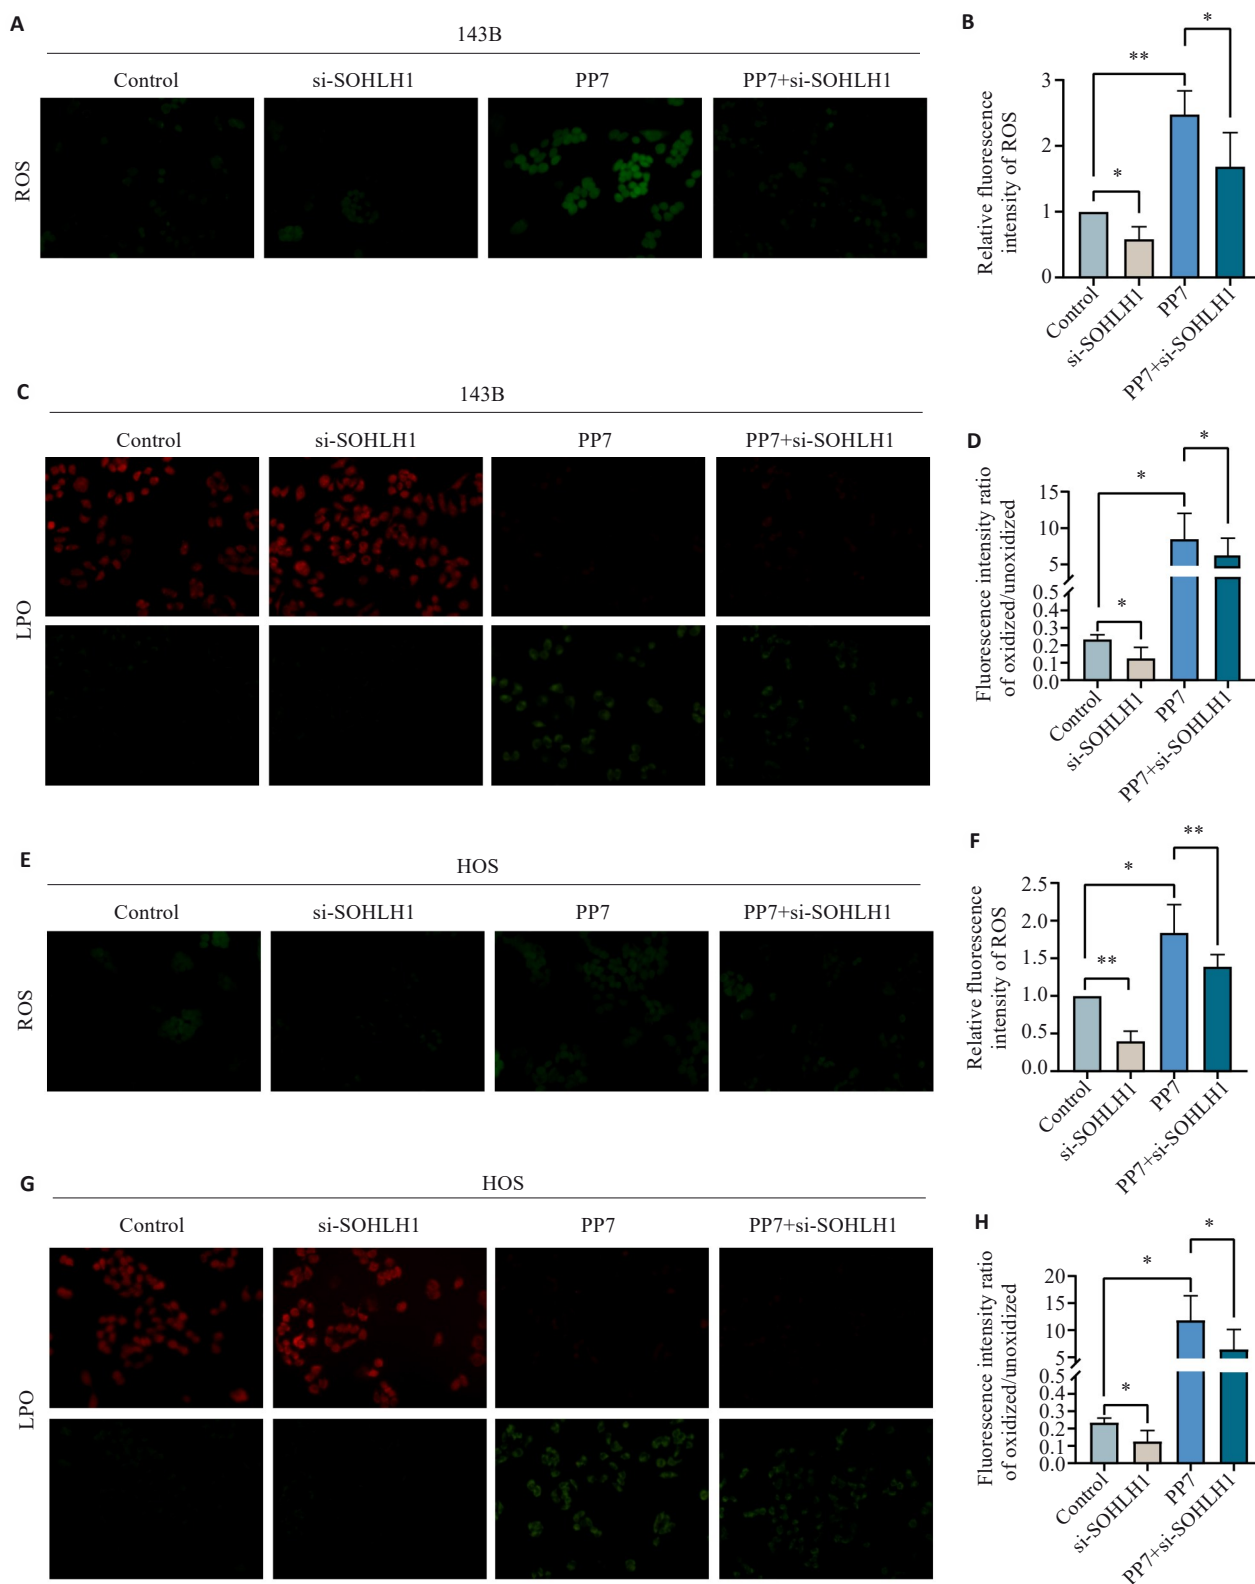 A
143B
Control
si-SOHLH1
PP7
PP7+si-SOHLH1
ROS
B
Relative fluorescence
intensity of ROS
3
2
1
0
*
**
*
Control
si-SOHLH1
PP7
PP7+si-SOHLH1
C
143B
Control
si-SOHLH1
PP7
PP7+si-SOHLH1
LPO
D
Fluorescence intensity ratio
of oxidized/unoxidized
15
10
5
0.5
0.4
0.3
0.2
0.1
0.0
*
*
*
Control
si-SOHLH1
PP7
PP7+si-SOHLH1
E
HOS
Control
si-SOHLH1
PP7
PP7+si-SOHLH1
ROS
F
Relative fluorescence
intensity of ROS
2.5
2.0
1.5
1.0
0.5
0.0
**
*
**
Control
si-SOHLH1
PP7
PP7+si-SOHLH1
G
HOS
Control
si-SOHLH1
PP7
PP7+si-SOHLH1
LPO
H
Fluorescence intensity ratio
of oxidized/unoxidized
20
15
10
5
0.5
0.4
0.3
0.2
0.1
0.0
*
*
*
Control
si-SOHLH1
PP7
PP7+si-SOHLH1